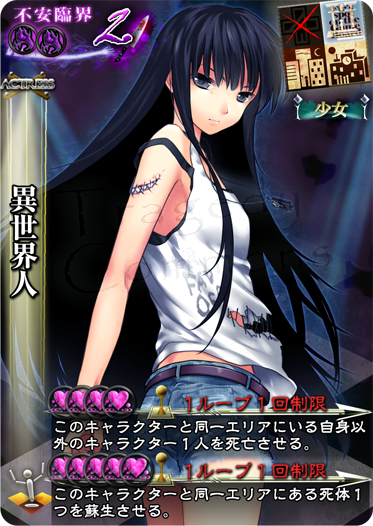 不安臨界
2
ACTRESS
少女
異世界人
Tragedy
Commons
1ループ1回制限
このキャラクターと同一エリアにいる自身以
外のキャラクター1人を死亡させる。
1ループ1回制限
このキャラクターと同一エリアにある死体1
つを蘇生させる。